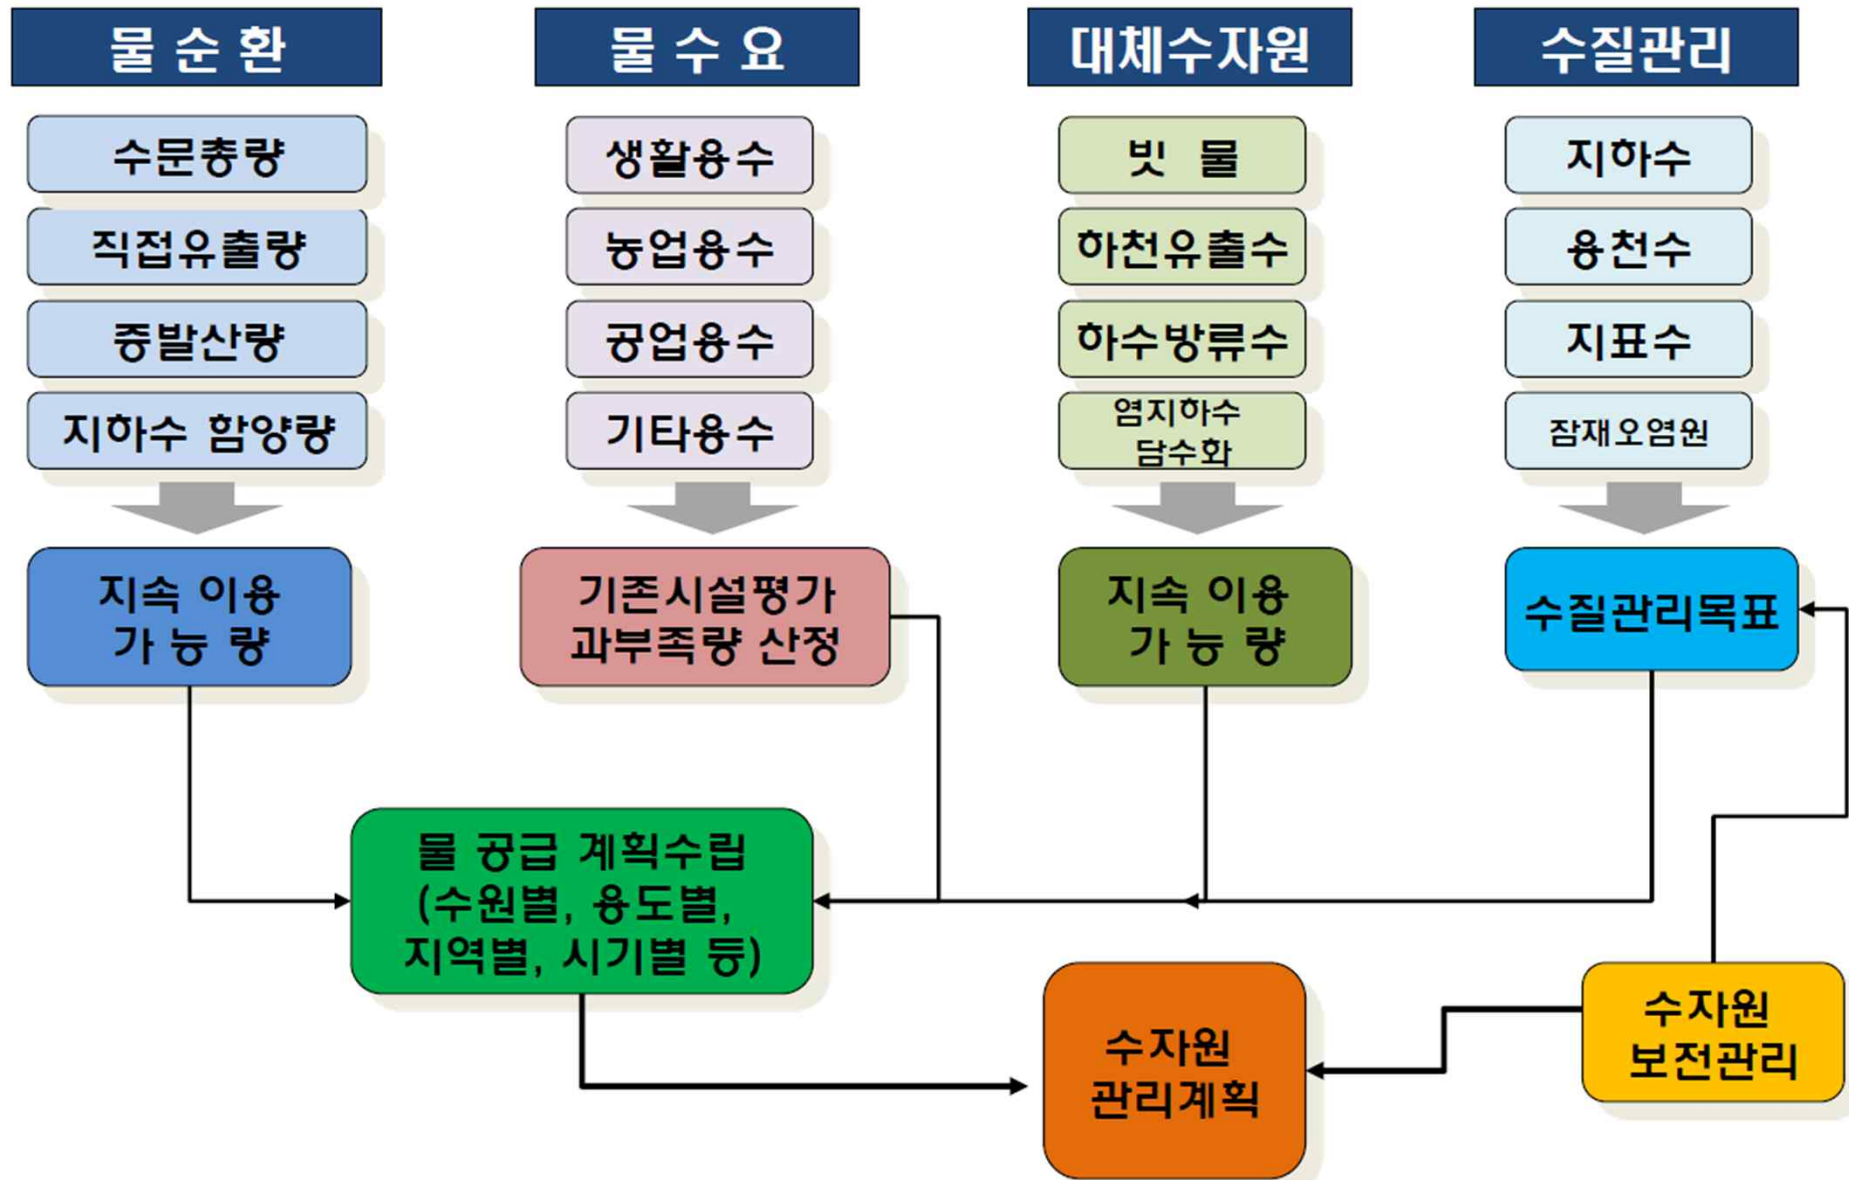 물 순 환
물 수 요
대체수자원
수질관리
수문총량
생활용수
빗 물
지하수
직접유출량
농업용수
하천유출수
용천수
증발산량
공업용수
하수방류수
지표수
지하수 함양량
기타용수
염지하수
담수화
잠재오염원
지속 이용
가 능 량
기존시설평가
과부족량 산정
지속 이용
가 능 량
수질관리목표
물 공급 계획수립
(수원별, 용도별,
지역별, 시기별 등)
수자원
관리계획
수자원
보전관리